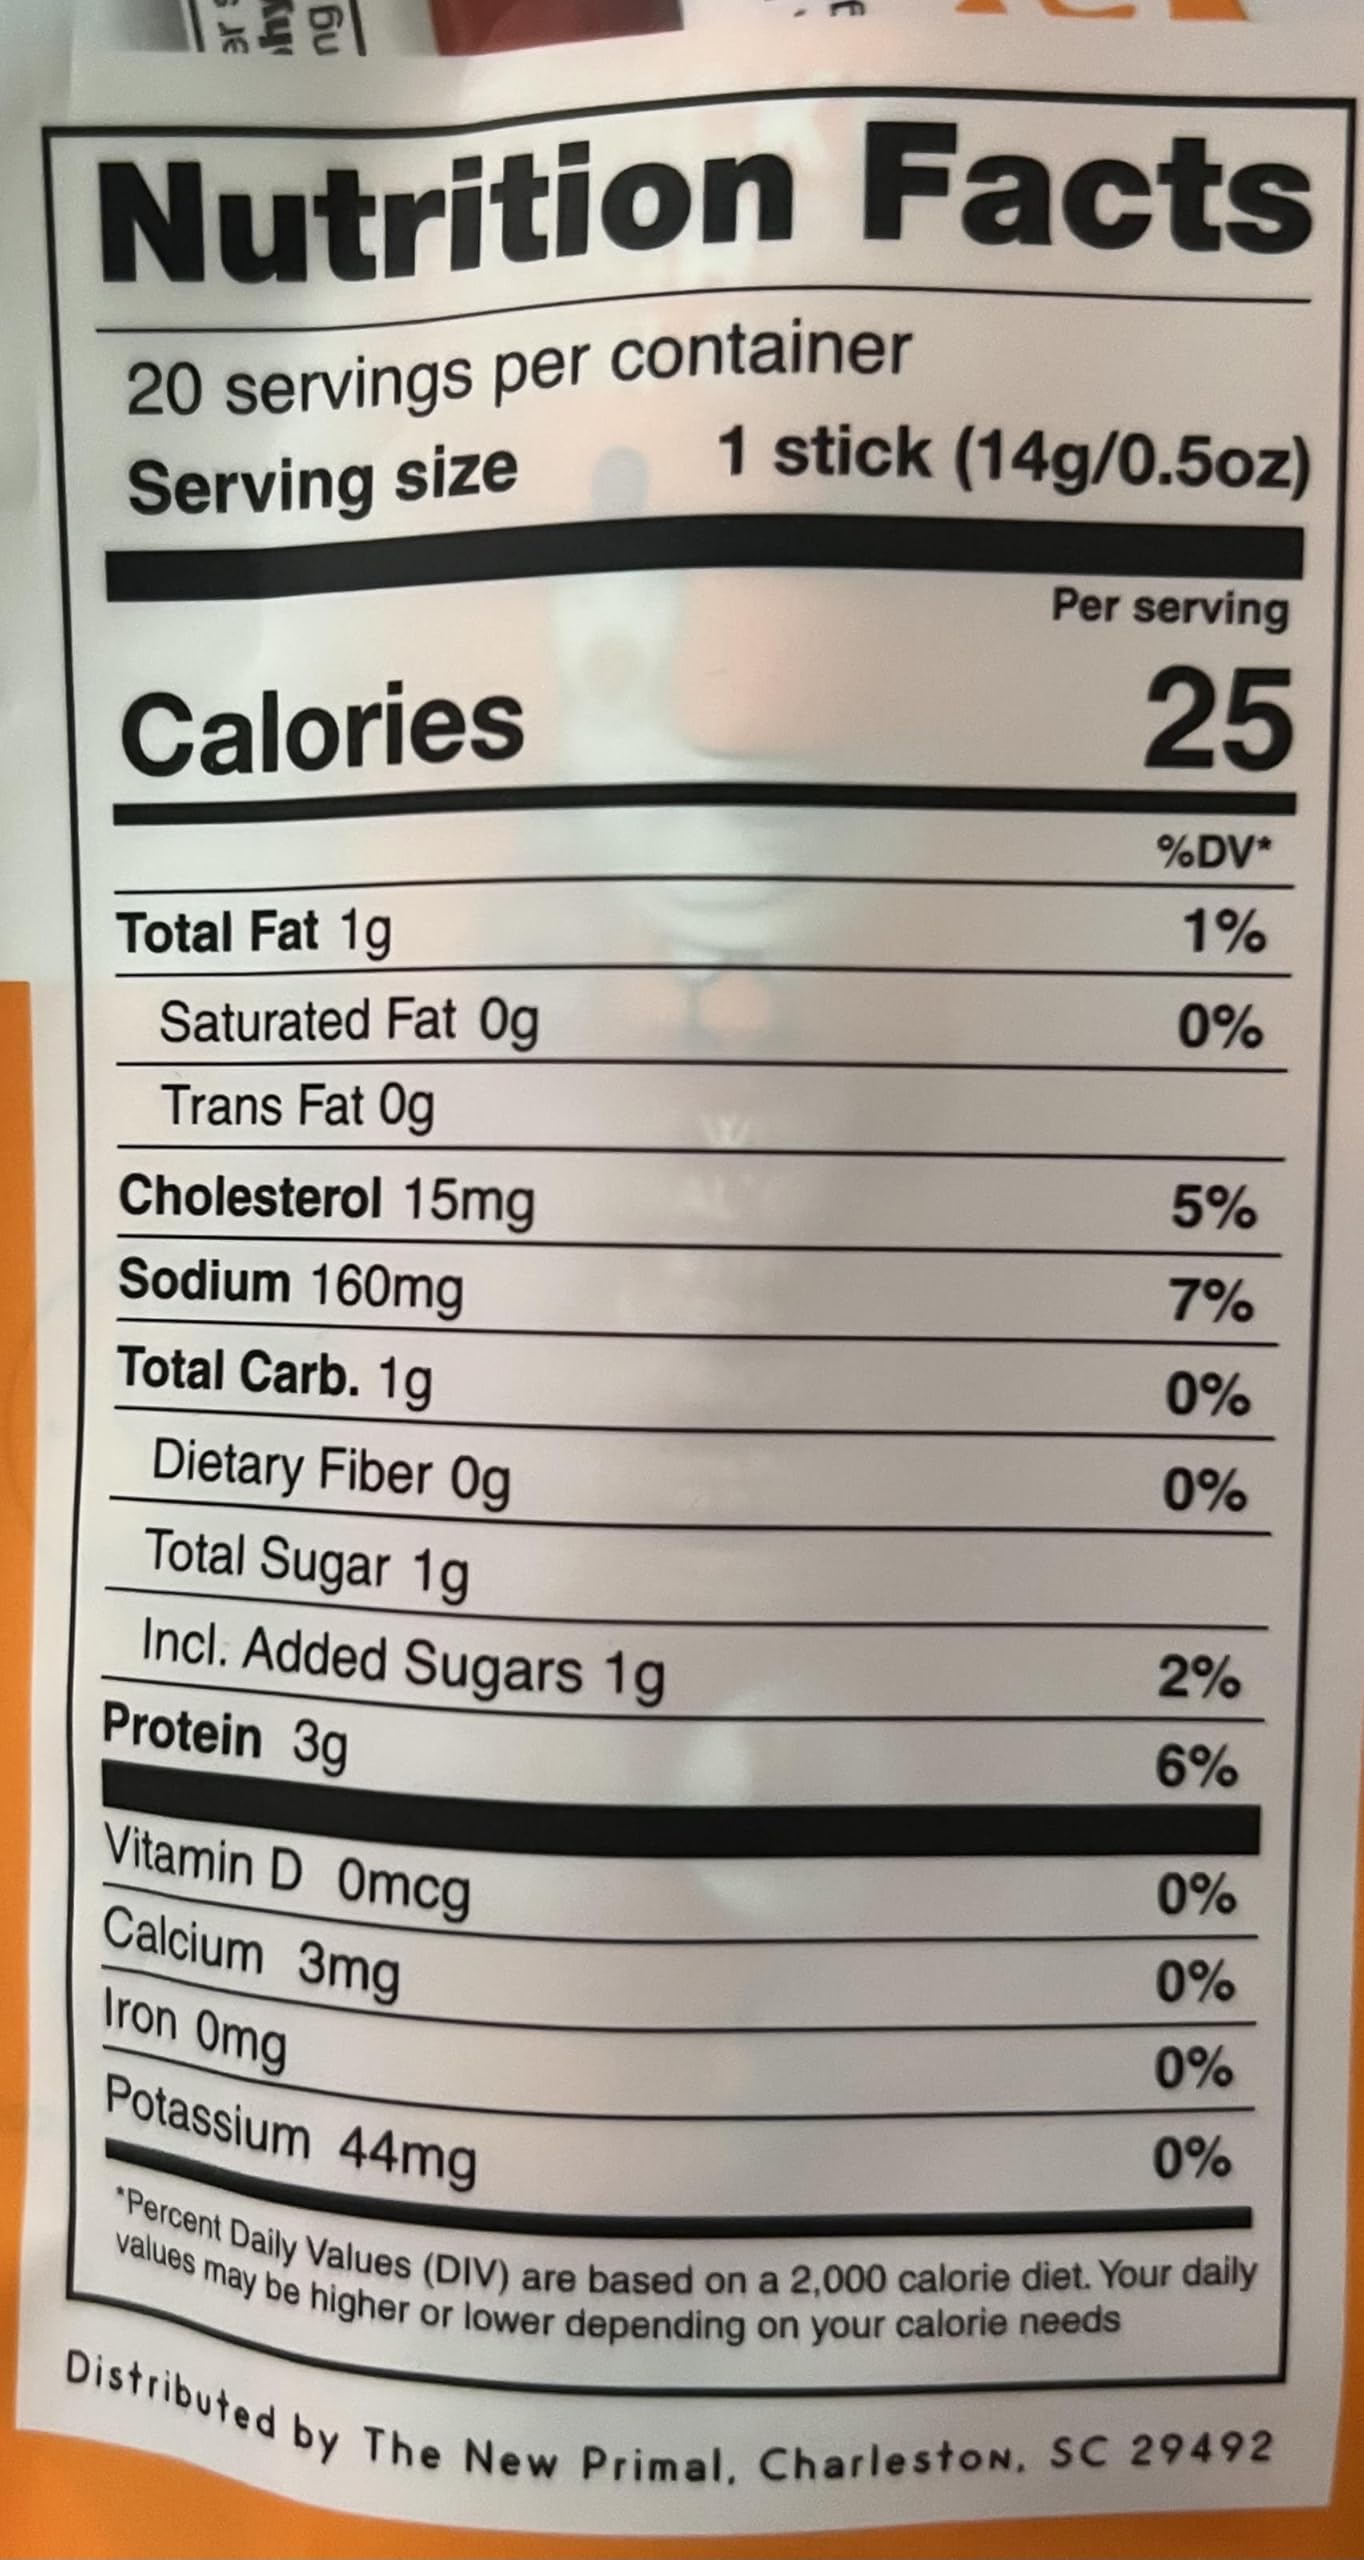 Nutrition Facts
20 servings per container
Serving size 1 stick (14g/0.5oz)
Per serving
Calories 25
%DV*
Total Fat 1g 1%
Saturated Fat 0g 0%
Trans Fat 0g
Cholesterol 15mg 5%
Sodium 160mg 7%
Total Carb. 1g 0%
Dietary Fiber 0g 0%
Total Sugar 1g
Incl. Added Sugars 1g 2%
Protein 3g 6%
Vitamin D 0mcg 0%
Calcium 3mg 0%
Iron 0mg 0%
Potassium 44mg 0%
*Percent Daily Values (DIV) are based on a 2,000 calorie diet. Your daily
values may be higher or lower depending on your calorie needs
Distributed by The New Primal, Charleston, SC 29492